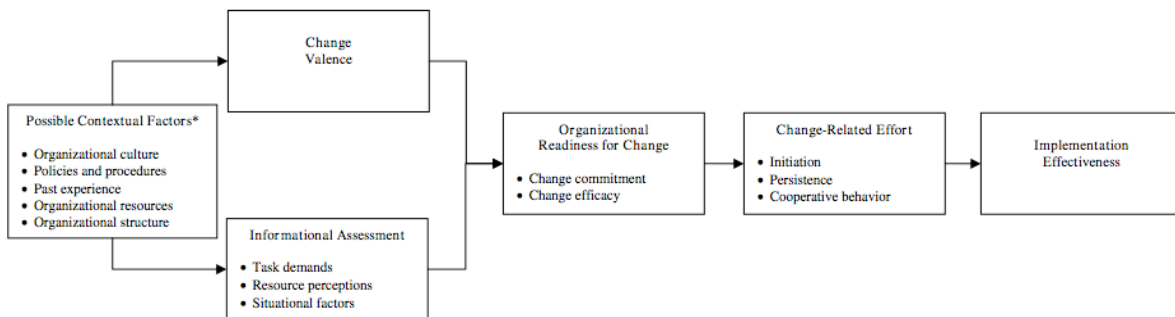 Change
Valence
Possible Contextual Factors*
• Organizational culture
• Policies and procedures
• Past experience
• Organizational resources
• Organizational structure
Informational Assessment
• Task demands
• Resource perceptions
• Situational factors
Organizational
Readiness for Change
• Change commitment
• Change efficacy
Change-Related Effort
• Initiation
• Persistence
• Cooperative behavior
Implementation
Effectiveness